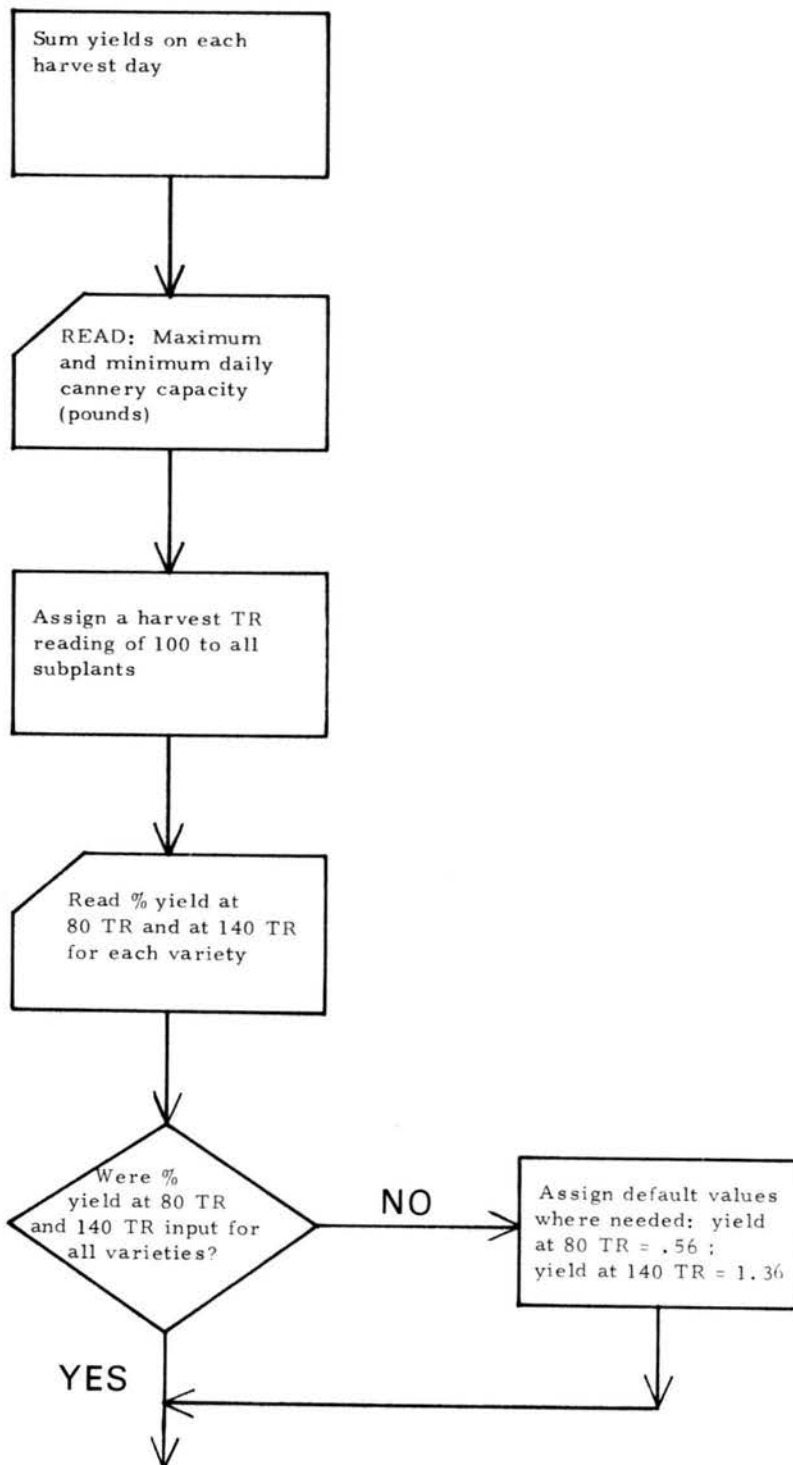 Sum yields on each
harvest day
READ: Maximum
and minimum daily
cannery capacity
(pounds)
Assign a harvest TR
reading of 100 to all
subplants
Read % yield at
80 TR and at 140 TR
for each variety
Were %
yield at 80 TR
and 140 TR input for
all varieties?
NO
Assign default values
where needed: yield
at 80 TR = .56 ;
yield at 140 TR = 1.36
YES